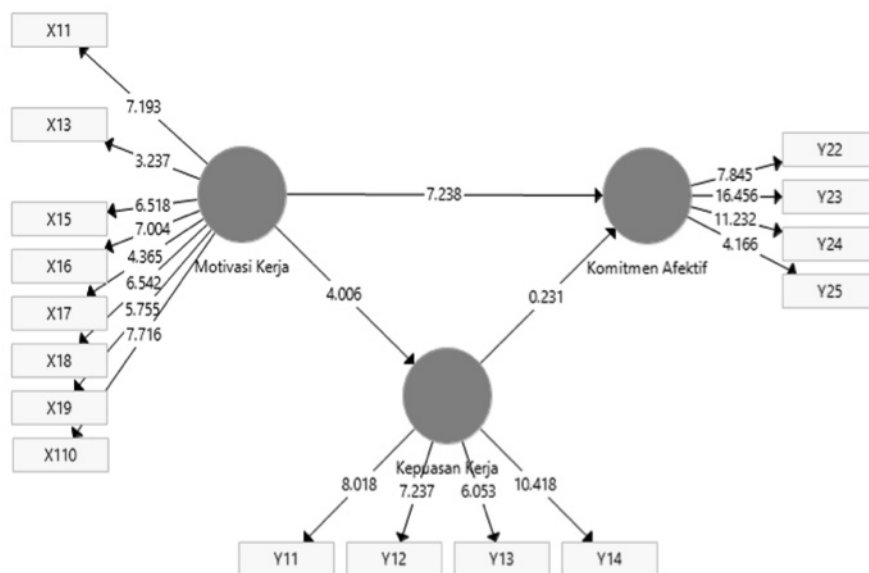 X11
7.193
X13
3.237
X15
6.518
X16
7.004
X17
4.365
X18
6.542
X19
5.755
X110
7.716
Motivasi Kerja
7.238
4.006
Komitmen Afektif
0.231
7.845
Y22
16.456
Y23
11.232
Y24
4.166
Y25
Kepuasan Kerja
8.018
7.237
6.053
10.418
Y11
Y12
Y13
Y14